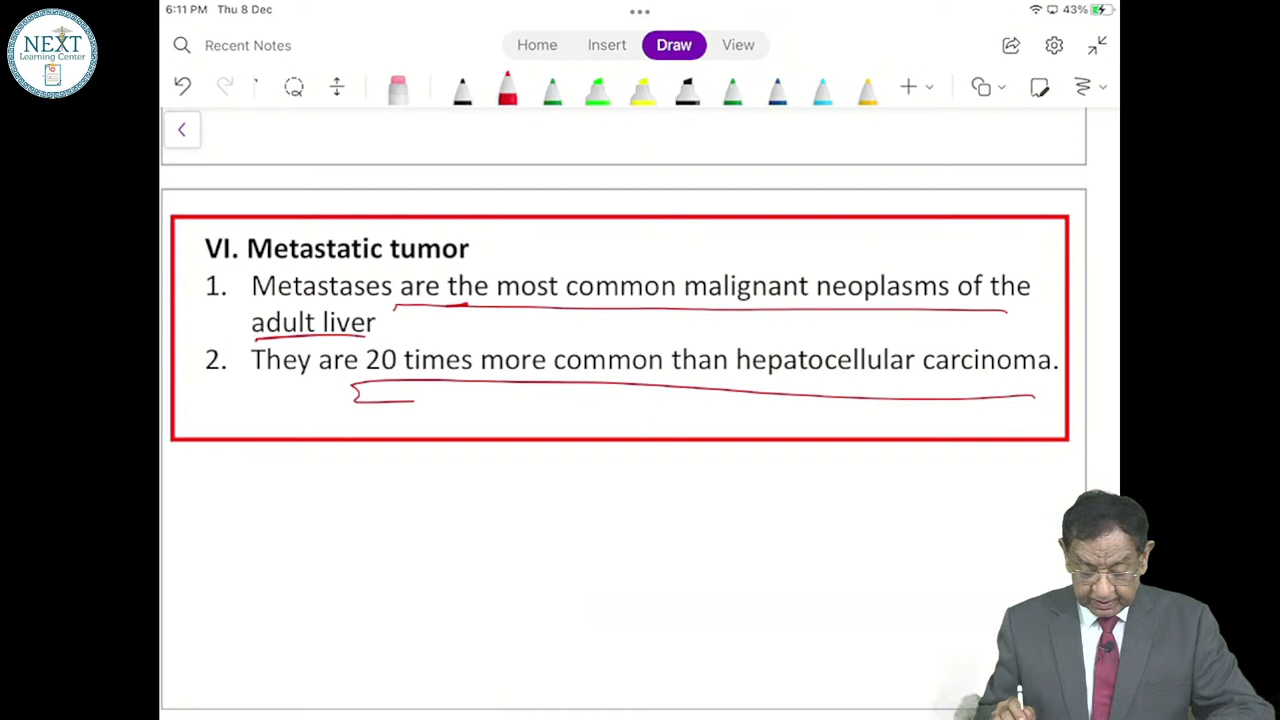 6:11 PM Thu 8 Dec
43%
NEXT
Learning Center
Recent Notes
Home Insert Draw View
VI. Metastatic tumor
1. Metastases are the most common malignant neoplasms of the
adult liver
2. They are 20 times more common than hepatocellular carcinoma.